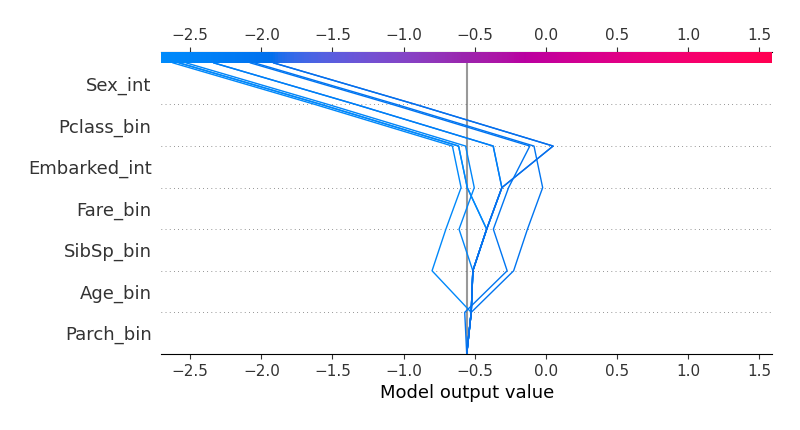 −2.5 −2.0 −1.5 −1.0 −0.5 0.0 0.5 1.0 1.5
Sex_int
Pclass_bin
Embarked_int
Fare_bin
SibSp_bin
Age_bin
Parch_bin
−2.5 −2.0 −1.5 −1.0 −0.5 0.0 0.5 1.0 1.5
Model output value